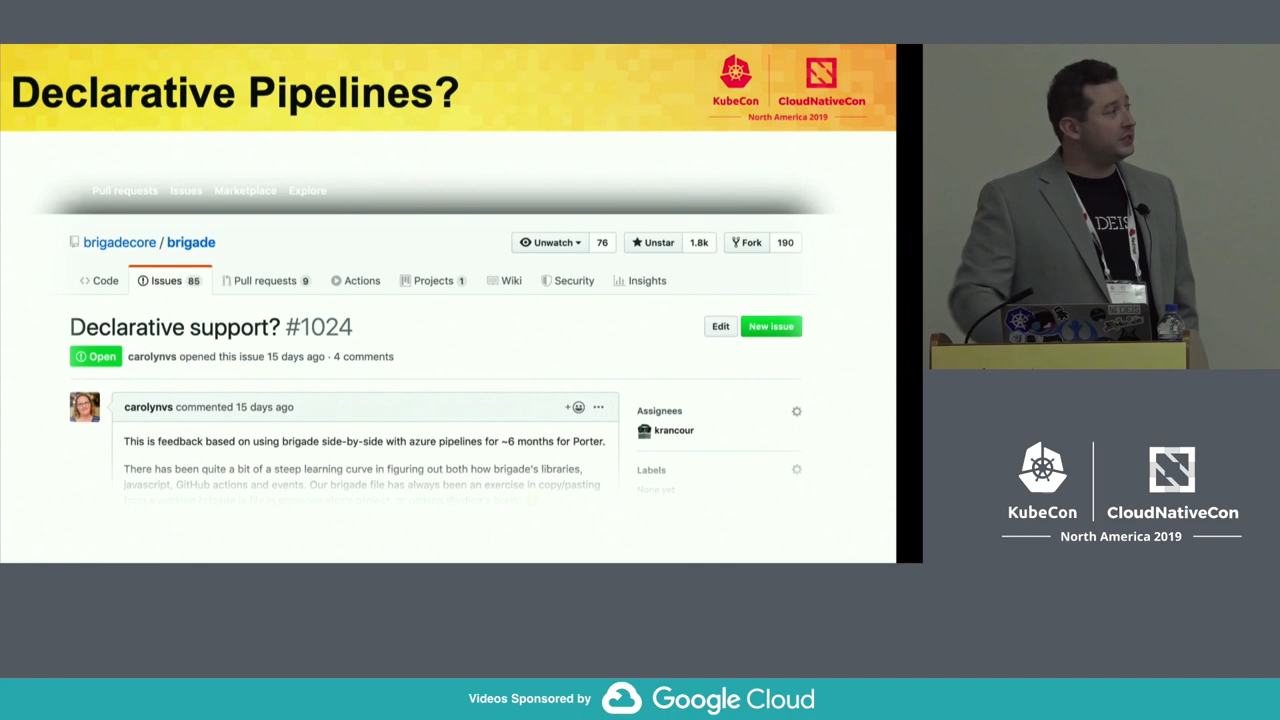 Declarative Pipelines?
KubeCon
CloudNativeCon
North America 2019
Pull requests Issues Marketplace Explore
brigadecore / brigade
Unwatch 76
Unstar 1.8k
Fork 190
Code
Issues 85
Pull requests 9
Actions
Projects 1
Wiki
Security
Insights
Declarative support? #1024
Edit
New issue
Open carolynvs opened this issue 15 days ago · 4 comments
carolynvs commented 15 days ago
This is feedback based on using brigade side-by-side with azure pipelines for ~6 months for Porter.
There has been quite a bit of a steep learning curve in figuring out both how brigade's libraries,
javascript, GitHub actions and events. Our brigade file has always been an exercise in copy/pasting
Assignees
krancour
Labels
None yet
DEIS
KubeCon
CloudNativeCon
North America 2019
Videos Sponsored by Google Cloud